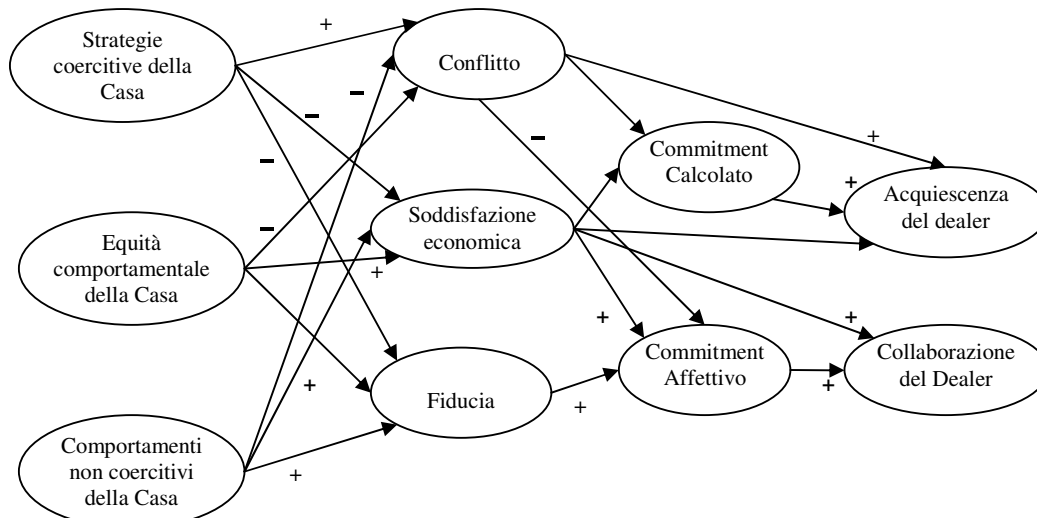 Strategie
coercitive della
Casa
+
Conflitto
−
−
−
+
Commitment
Calcolato
+
−
+
Acquiescenza
del dealer
Soddisfazione
economica
Equità
comportamentale
della Casa
+
+
+
Commitment
Affettivo
Collaborazione
del Dealer
+
Fiducia
+
+
Comportamenti
non coercitivi
della Casa
+